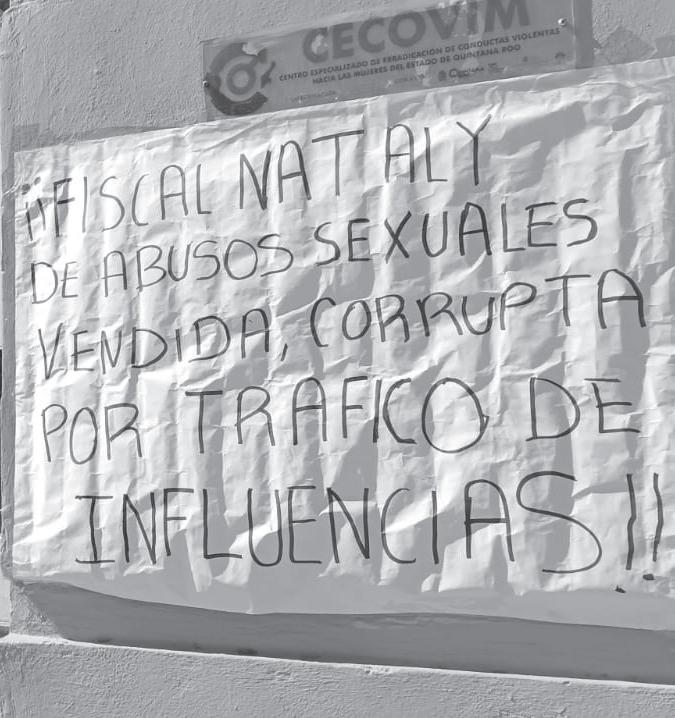 CECOVIM
CENTRO ESPECIALIZADO DE ERRADICACIÓN DE CONDUCTAS VIOLENTAS
HACIA LAS MUJERES DEL ESTADO DE QUINTANA ROO
¡¡FISCAL NATALY
DE ABUSOS SEXUALES
VENDIDA, CORRUPTA
POR TRAFICO DE
INFLUENCIAS!!